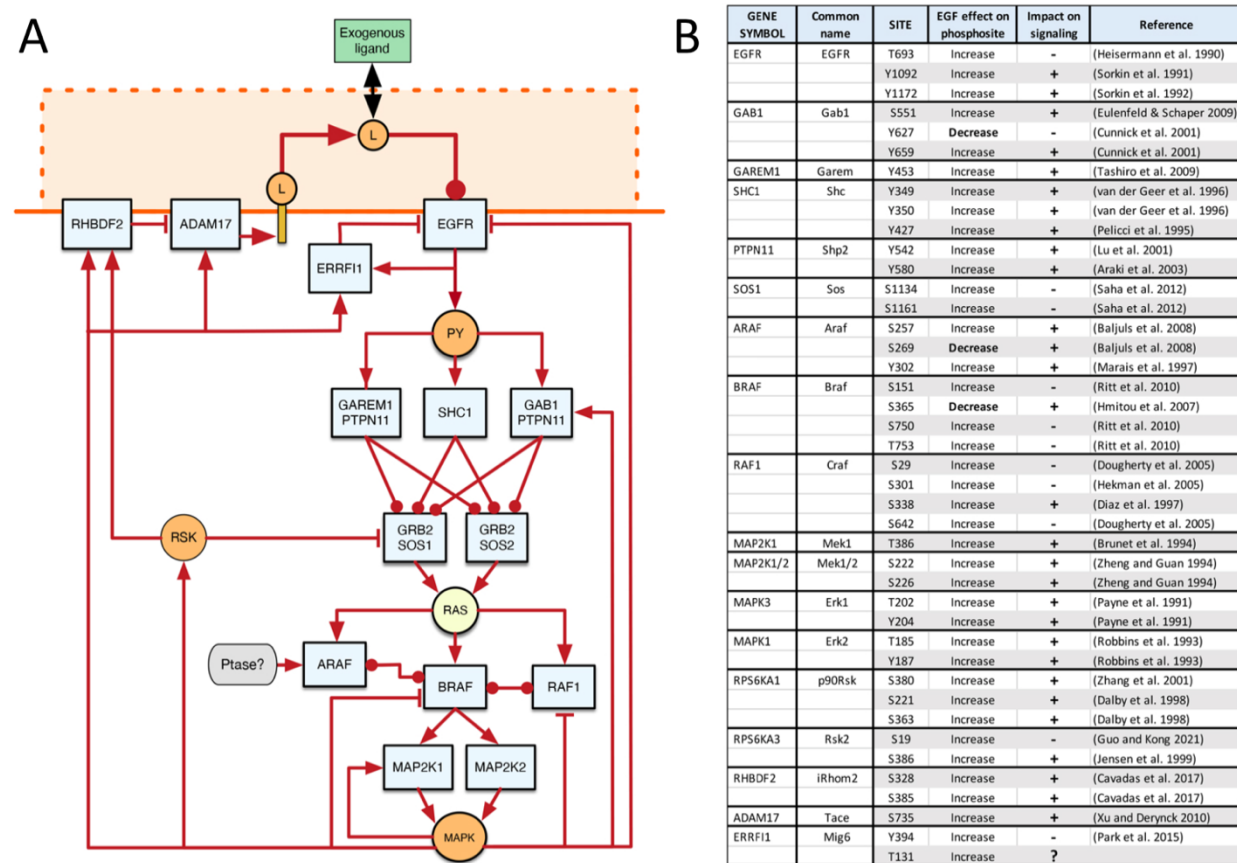 A
Exogenous
ligand
L
L
RHBDF2
ADAM17
EGFR
ERRFI1
PY
GAREM1
PTPN11
SHC1
GAB1
PTPN11
RSK
GRB2
SOS1
GRB2
SOS2
RAS
Ptase?
ARAF
BRAF
RAF1
MAP2K1
MAP2K2
MAPK
B
GENE SYMBOL Common name SITE EGF effect on phosphosite Impact on signaling Reference
EGFR EGFR T693 Increase - (Heisermann et al. 1990)
Y1092 Increase + (Sorkin et al. 1991)
Y1172 Increase + (Sorkin et al. 1992)
GAB1 Gab1 S551 Increase + (Eulenfeld & Schaper 2009)
Y627 Decrease - (Cunnick et al. 2001)
Y659 Increase + (Cunnick et al. 2001)
GAREM1 Garem Y453 Increase + (Tashiro et al. 2009)
SHC1 Shc Y349 Increase + (van der Geer et al. 1996)
Y350 Increase + (van der Geer et al. 1996)
Y427 Increase + (Pelicci et al. 1995)
PTPN11 Shp2 Y542 Increase + (Lu et al. 2001)
Y580 Increase + (Araki et al. 2003)
SOS1 Sos S1134 Increase - (Saha et al. 2012)
S1161 Increase - (Saha et al. 2012)
ARAF Araf S257 Increase + (Baljuls et al. 2008)
S269 Decrease + (Baljuls et al. 2008)
Y302 Increase + (Marais et al. 1997)
BRAF Braf S151 Increase - (Ritt et al. 2010)
S365 Decrease + (Hmitou et al. 2007)
S750 Increase - (Ritt et al. 2010)
T753 Increase - (Ritt et al. 2010)
RAF1 Craf S29 Increase - (Dougherty et al. 2005)
S301 Increase - (Hekman et al. 2005)
S338 Increase + (Diaz et al. 1997)
S642 Increase - (Dougherty et al. 2005)
MAP2K1 Mek1 T386 Increase + (Brunet et al. 1994)
MAP2K1/2 Mek1/2 S222 Increase + (Zheng and Guan 1994)
S226 Increase + (Zheng and Guan 1994)
MAPK3 Erk1 T202 Increase + (Payne et al. 1991)
Y204 Increase + (Payne et al. 1991)
MAPK1 Erk2 T185 Increase + (Robbins et al. 1993)
Y187 Increase + (Robbins et al. 1993)
RPS6KA1 p90Rsk S380 Increase + (Zhang et al. 2001)
S221 Increase + (Dalby et al. 1998)
S363 Increase + (Dalby et al. 1998)
RPS6KA3 Rsk2 S19 Increase - (Guo and Kong 2021)
S386 Increase + (Jensen et al. 1999)
RHBDF2 iRhom2 S328 Increase + (Cavadas et al. 2017)
S385 Increase + (Cavadas et al. 2017)
ADAM17 Tace S735 Increase + (Xu and Derynck 2010)
ERRFI1 Mig6 Y394 Increase - (Park et al. 2015)
T131 Increase ?